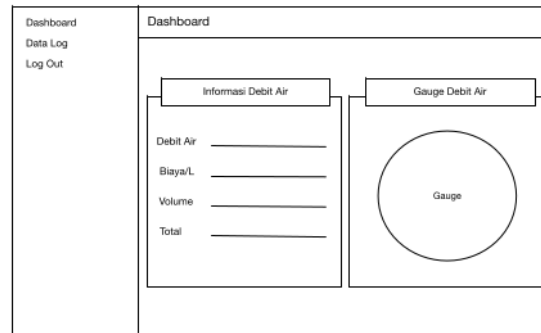 Dashboard
Data Log
Log Out
Dashboard
Informasi Debit Air
Debit Air
Biaya/L
Volume
Total
Gauge Debit Air
Gauge